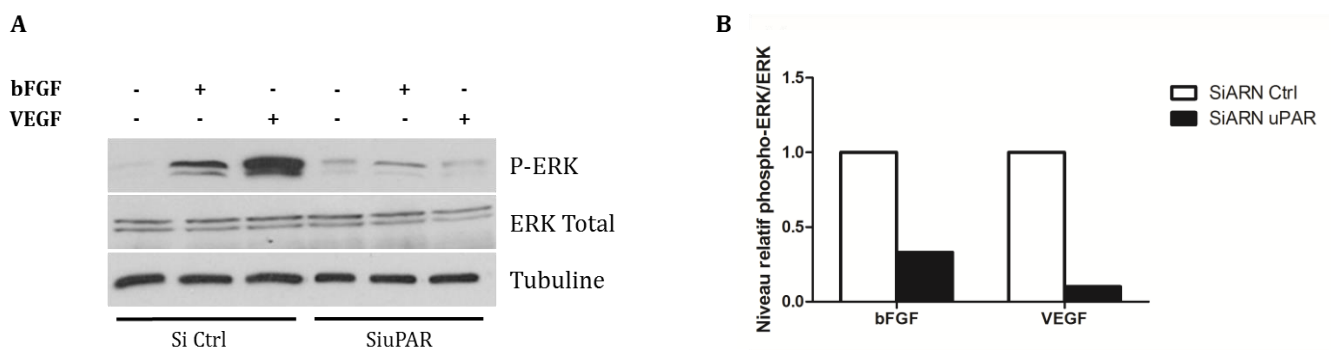 A
bFGF - + - - + -
VEGF - - + - - +
P-ERK
ERK Total
Tubuline
Si Ctrl SiuPAR
B
Niveau relatif phospho-ERK/ERK
1.5
1.0
0.5
0.0
bFGF VEGF
SiARN Ctrl
SiARN uPAR